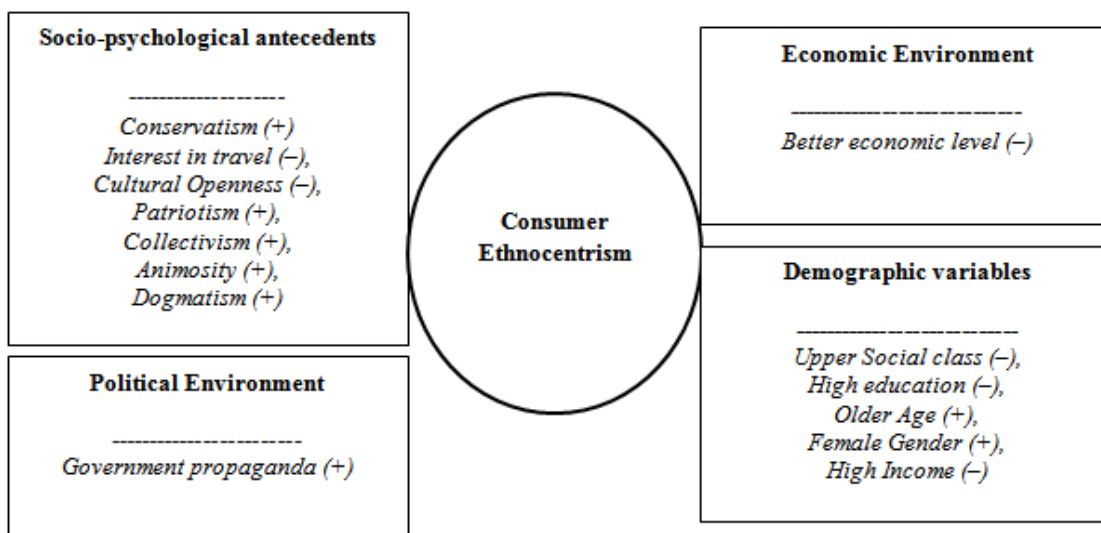 Socio-psychological antecedents
---------------------
Conservatism (+)
Interest in travel (–),
Cultural Openness (–),
Patriotism (+),
Collectivism (+),
Animosity (+),
Dogmatism (+)
Political Environment
-------------------------
Government propaganda (+)
Consumer
Ethnocentrism
Economic Environment
------------------------------
Better economic level (–)
Demographic variables
-----------------------------
Upper Social class (–),
High education (–),
Older Age (+),
Female Gender (+),
High Income (–)